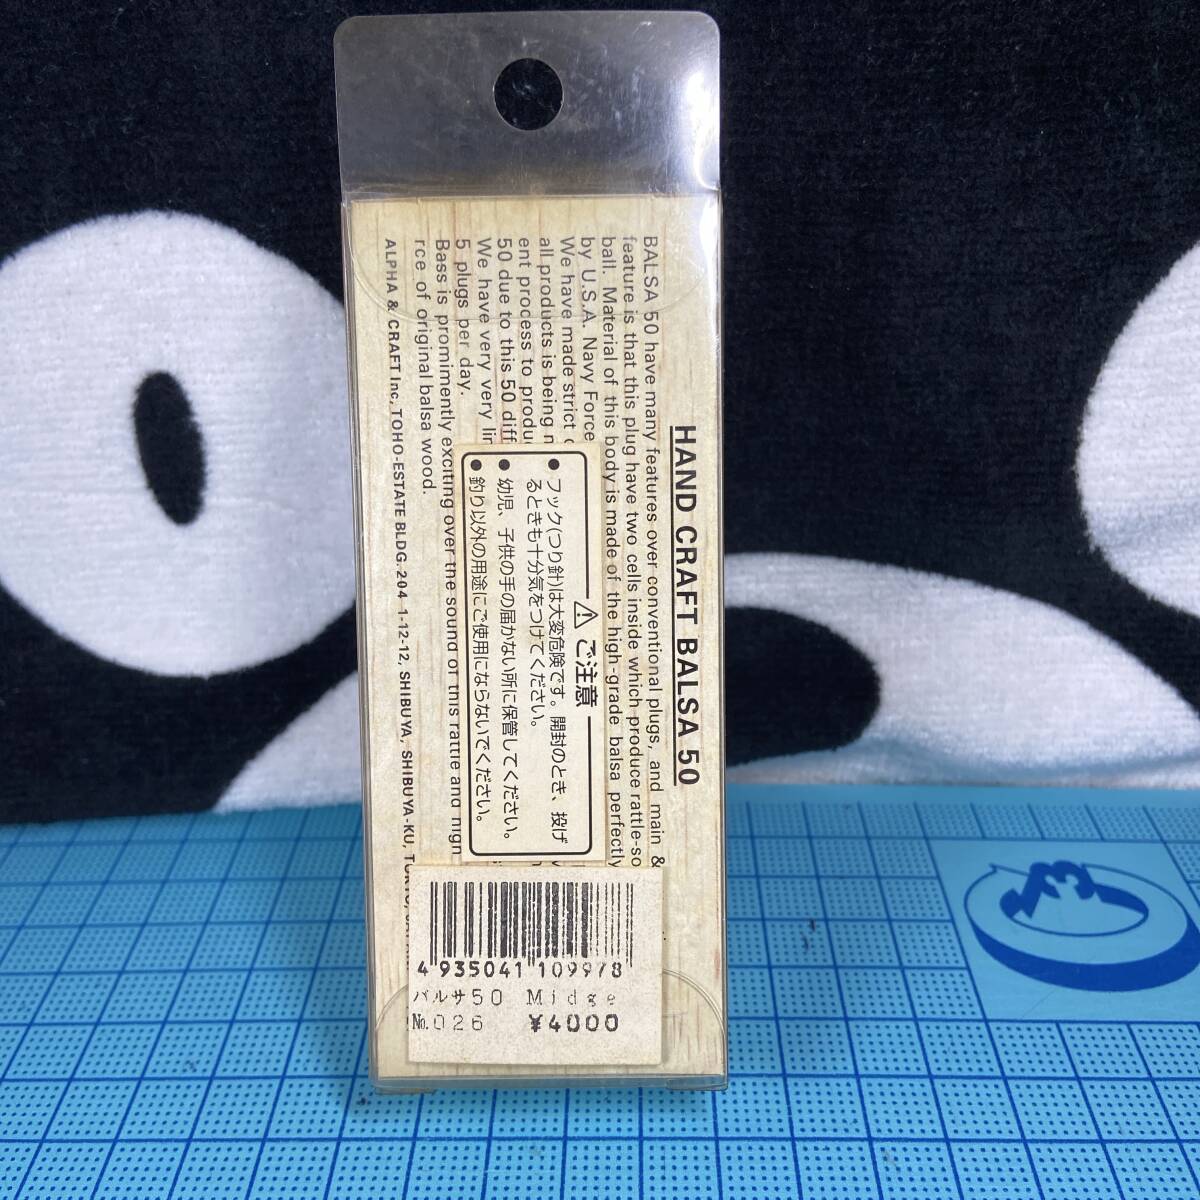 HAND CRAFT BALSA 50
BALSA 50 have many features over conventional plugs, and main &
feature is that this plug have two cells inside which produce rattle-so
ball. Material of this body is made of the high-grade balsa perfectly
by U.S.A. Navy Force
We have made strict
all products is being
ent process to produ
50 due to this 50 diff
We have very very lim
5 plugs per day.
Bass is promimently exciting over the sound of this rattle and high
rce of original balsa wood.
ALPHA & CRAFT Inc, TOHO-ESTATE BLDG. 204 1-12-12, SHIBUYA, SHIBUYA-KU, TOKYO, JAPAN
⚠ ご注意
● フック(つり針)は大変危険です。開封のとき、投げ
るときも十分気をつけてください。
● 幼児、子供の手の届かない所に保管してください。
● 釣り以外の用途にご使用にならないでください。
4 935041 109978
バルサ50 Midge
№.026 ¥4000